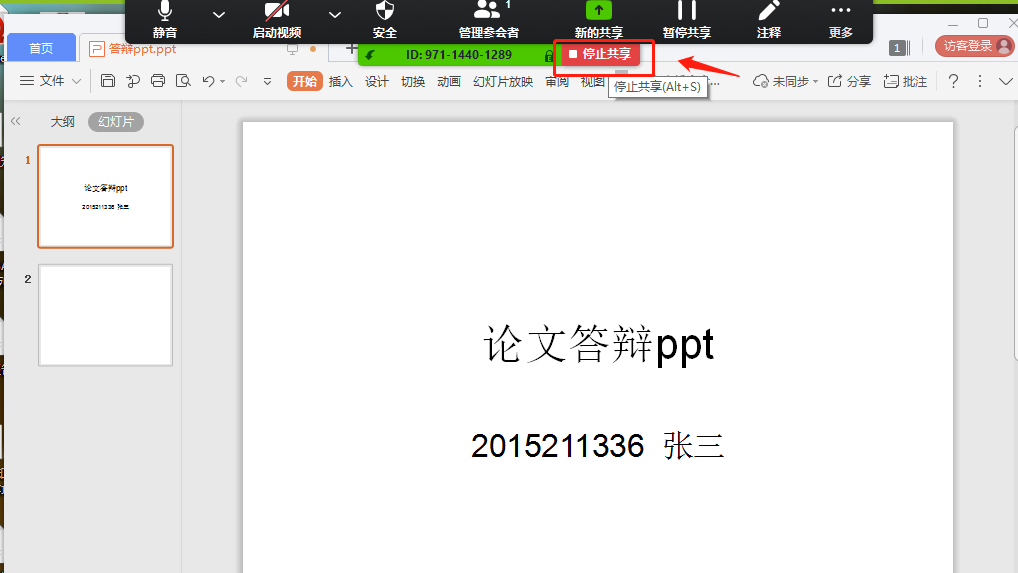 1
静音
启动视频
安全
管理参会者
新的共享
暂停共享
注释
更多
首页
答辩ppt.ppt
ID: 971-1440-1289
停止共享
1
访客登录
文件
开始
插入
设计
切换
动画
幻灯片放映
审阅
视图
停止共享(Alt+S)
未同步
分享
批注
大纲
幻灯片
1
论文答辩ppt
2015211336 张三
2
论文答辩ppt
2015211336 张三